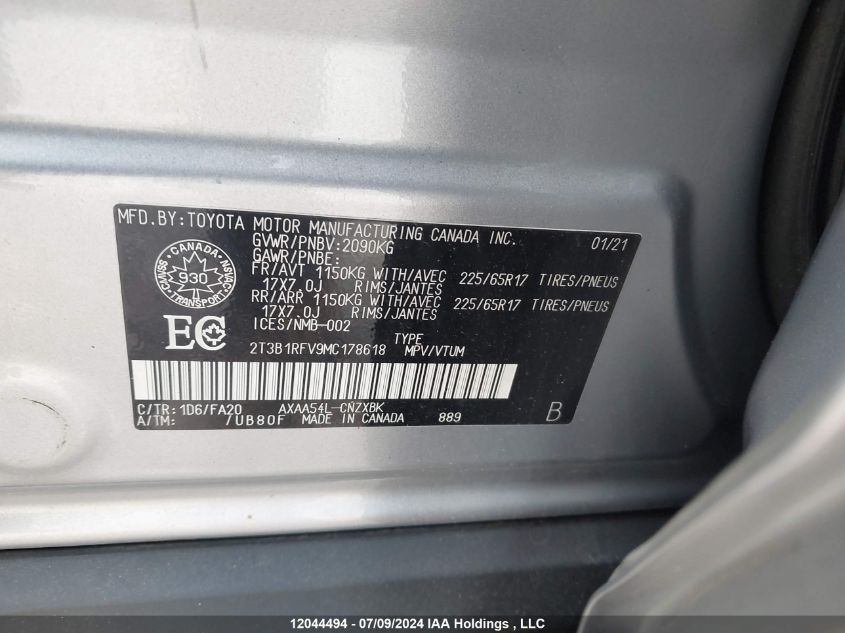 MFD.BY:TOYOTA MOTOR MANUFACTURING CANADA INC. 01/21
GVWR/PNBV:2090KG
GAWR/PNBE:
FR/AVT 1150KG WITH/AVEC 225/65R17 TIRES/PNEUS
17X7.0J RIMS/JANTES
RR/ARR 1150KG WITH/AVEC 225/65R17 TIRES/PNEUS
17X7.0J RIMS/JANTES
ICES/NMB-002 TYPE
2T3B1RFV9MC178618 MPV/VTUM
CANADA
930
TRANSPORT
CMVSS
NSVAC
EC
C/TR:1D6/FA20 AXAA54L-CNZXBK
A/TM: /UB80F MADE IN CANADA 889
B
12044494 - 07/09/2024 IAA Holdings , LLC